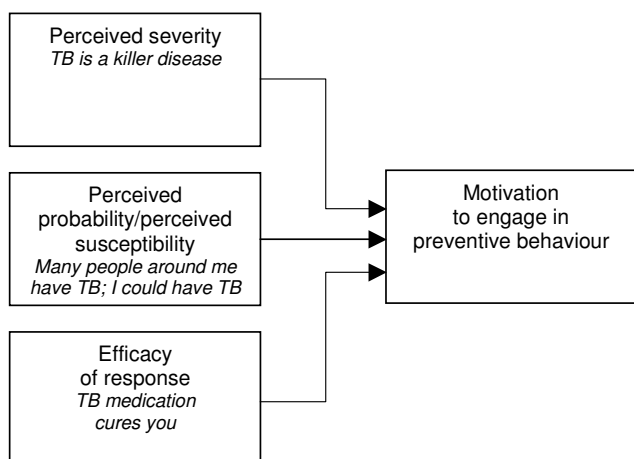 Perceived severity
TB is a killer disease
Perceived
probability/perceived
susceptibility
Many people around me
have TB; I could have TB
Efficacy
of response
TB medication
cures you
Motivation
to engage in
preventive behaviour